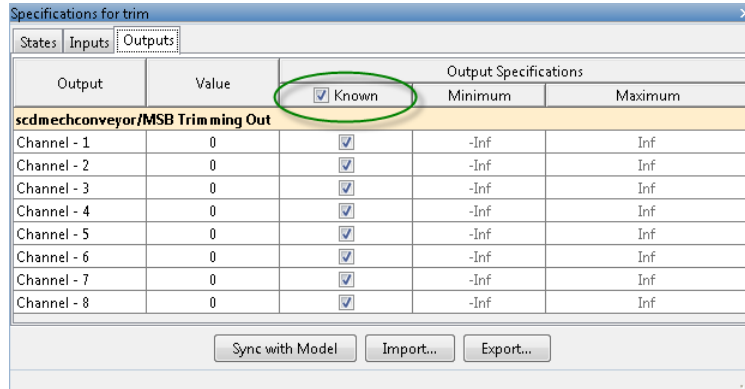 Specifications for trim
States Inputs Outputs
Output Value Output Specifications
Known Minimum Maximum
scdmechconveyor/MSB Trimming Out
Channel - 1 0 -Inf Inf
Channel - 2 0 -Inf Inf
Channel - 3 0 -Inf Inf
Channel - 4 0 -Inf Inf
Channel - 5 0 -Inf Inf
Channel - 6 0 -Inf Inf
Channel - 7 0 -Inf Inf
Channel - 8 0 -Inf Inf
Sync with Model Import... Export...